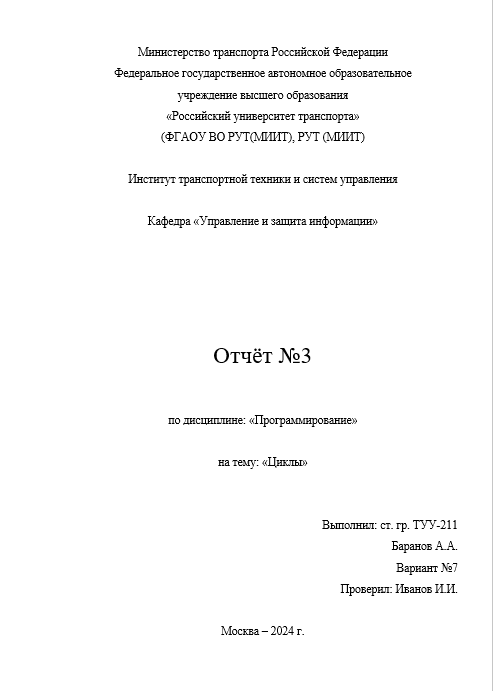 Министерство транспорта Российской Федерации
Федеральное государственное автономное образовательное
учреждение высшего образования
«Российский университет транспорта»
(ФГАОУ ВО РУТ(МИИТ), РУТ (МИИТ)
Институт транспортной техники и систем управления
Кафедра «Управление и защита информации»
Отчёт №3
по дисциплине: «Программирование»
на тему: «Циклы»
Выполнил: ст. гр. ТУУ-211
Баранов А.А.
Вариант №7
Проверил: Иванов И.И.
Москва – 2024 г.